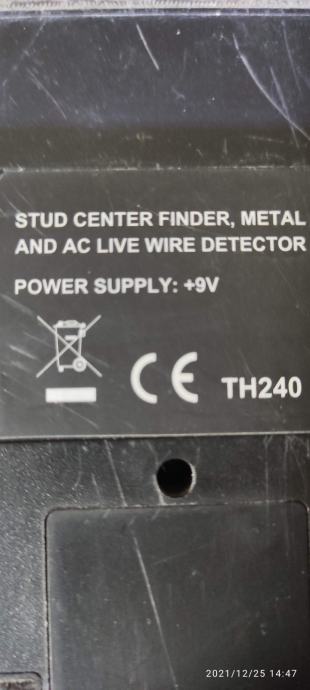 STUD CENTER FINDER, METAL
AND AC LIVE WIRE DETECTOR
POWER SUPPLY: +9V
CE TH240
2021/12/25 14:47